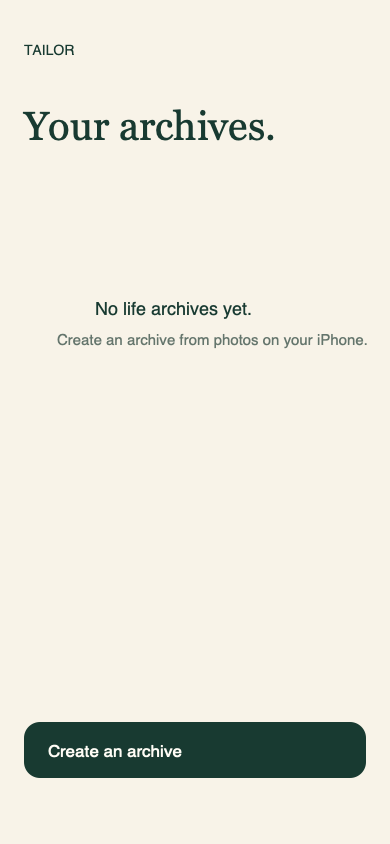 TAILOR
Your archives.
No life archives yet.
Create an archive from photos on your iPhone.
Create an archive